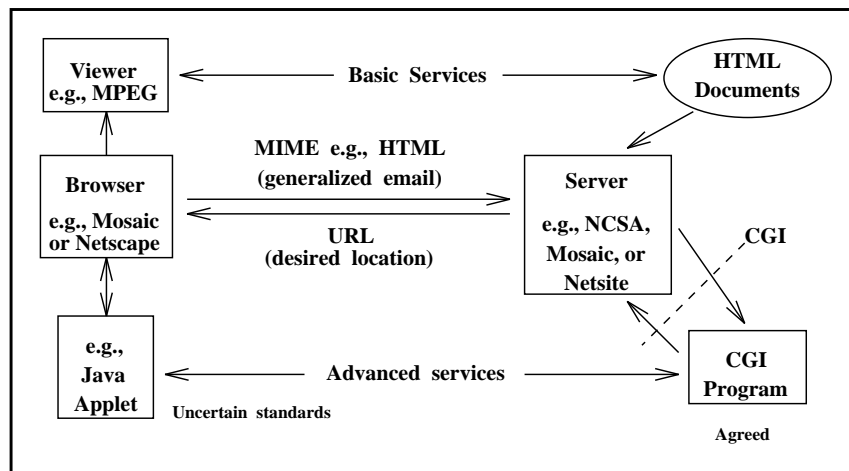 Viewer
e.g., MPEG
Basic Services
HTML
Documents
MIME e.g., HTML
(generalized email)
Browser
e.g., Mosaic
or Netscape
URL
(desired location)
Server
e.g., NCSA,
Mosaic, or
Netsite
CGI
e.g.,
Java
Applet
Advanced services
CGI
Program
Uncertain standards
Agreed